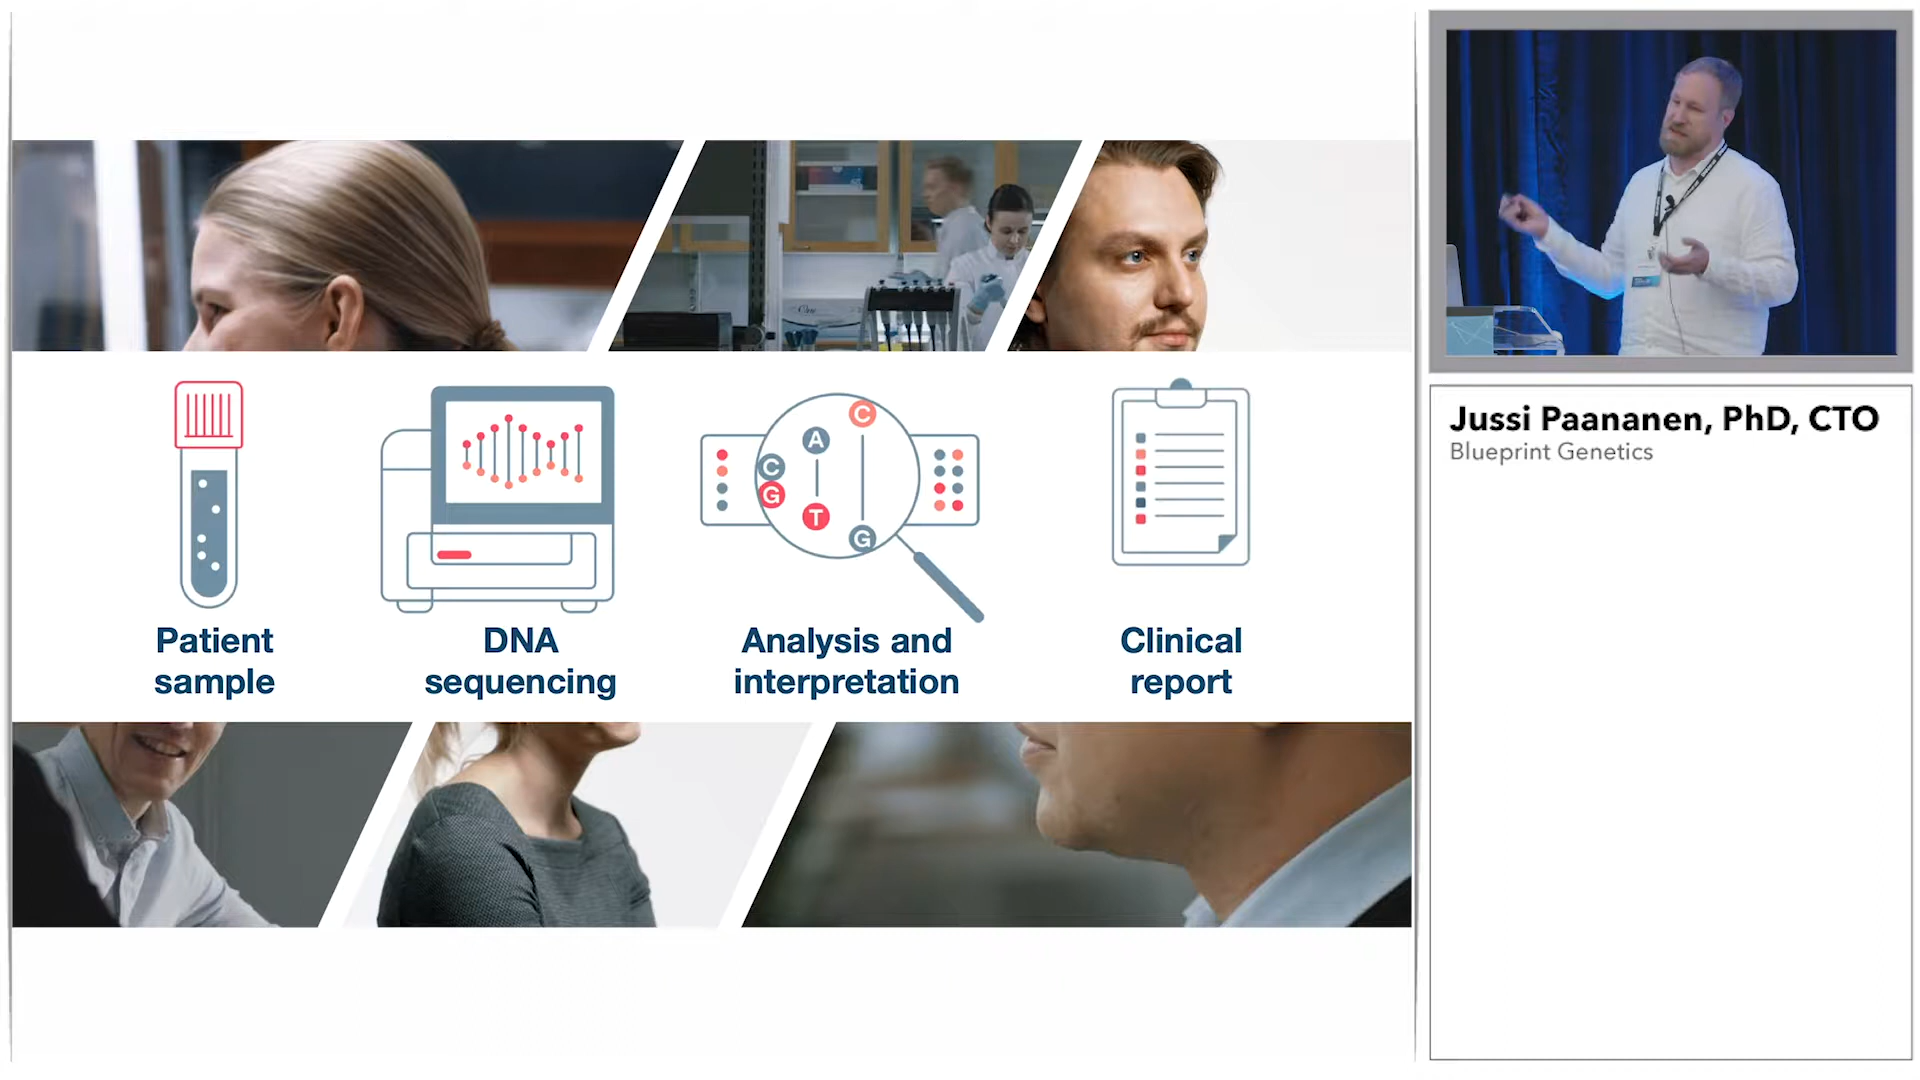 C
A
C
G
T
G
Patient
sample
DNA
sequencing
Analysis and
interpretation
Clinical
report
Jussi Paananen, PhD, CTO
Blueprint Genetics